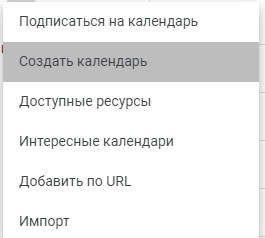 Подписаться на календарь
Создать календарь
Доступные ресурсы
Интересные календари
Добавить по URL
Импорт